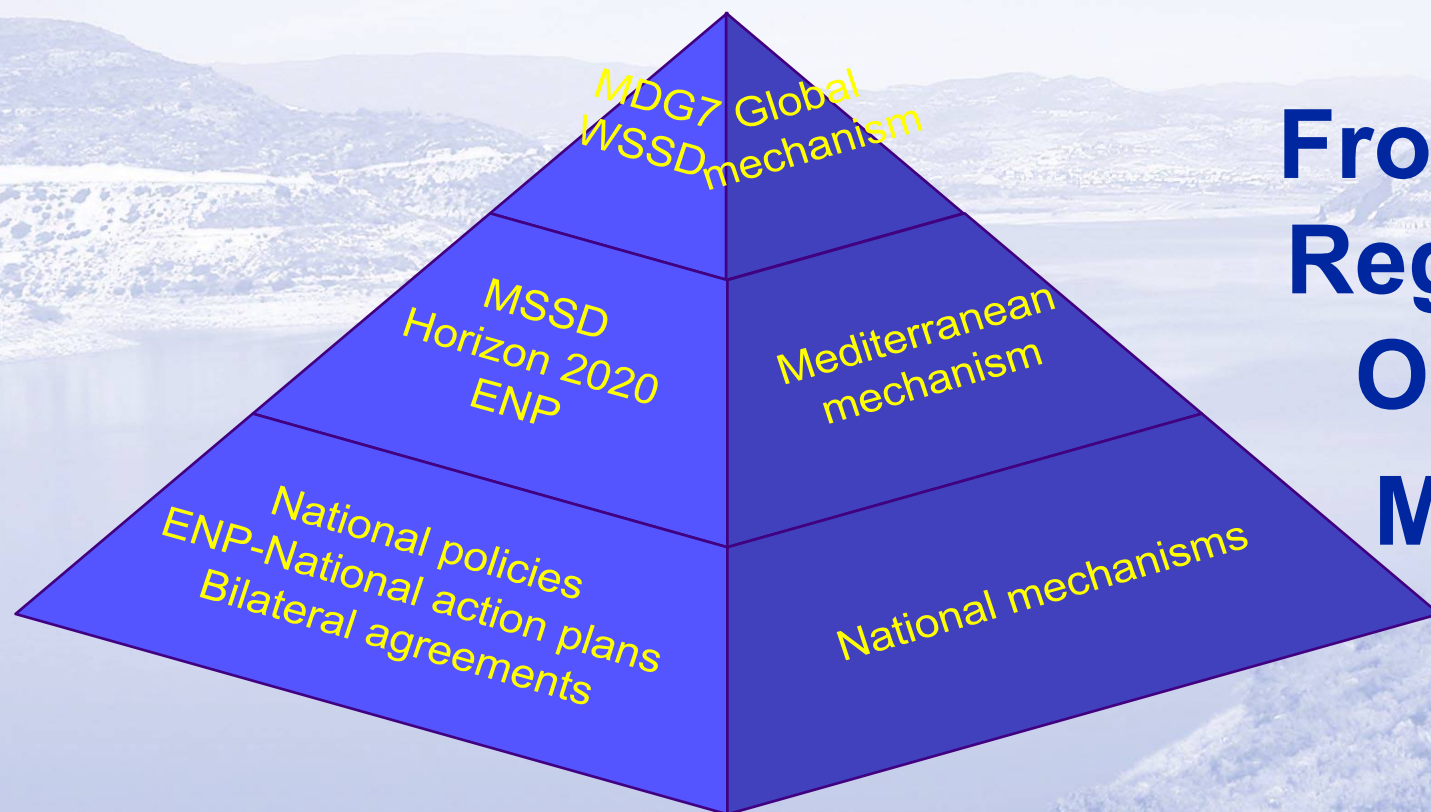 MDG7
WSSD
Global
mechanism
MSSD
Horizon 2020
ENP
Mediterranean
mechanism
National policies
ENP-National action plans
Bilateral agreements
National mechanisms
Fro
Reg
O
M